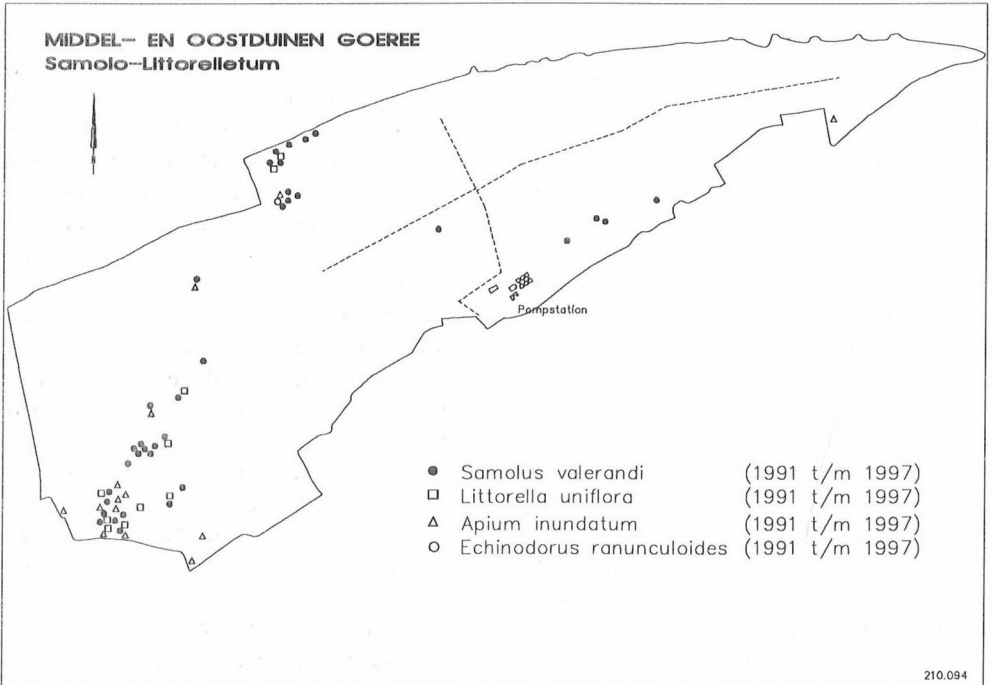 MIDDEL- EN OOSTDUINEN GOEREE
Samolo-Littorelletum
Pompstation
Samolus valerandi (1991 t/m 1997)
Littorella uniflora (1991 t/m 1997)
Apium inundatum (1991 t/m 1997)
Echinodorus ranunculoides (1991 t/m 1997)
210.094